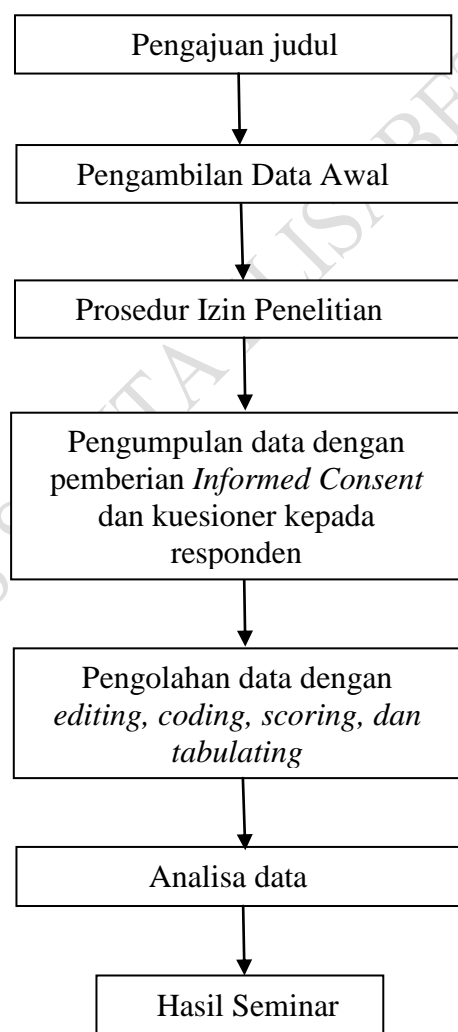 Pengajuan judul
Pengambilan Data Awal
Prosedur Izin Penelitian
Pengumpulan data dengan
pemberian Informed Consent
dan kuesioner kepada
responden
Pengolahan data dengan
editing, coding, scoring, dan
tabulating
Analisa data
Hasil Seminar